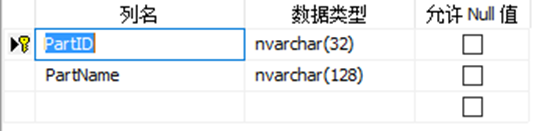 列名 数据类型 允许 Null 值
PartID nvarchar(32)
PartName nvarchar(128)